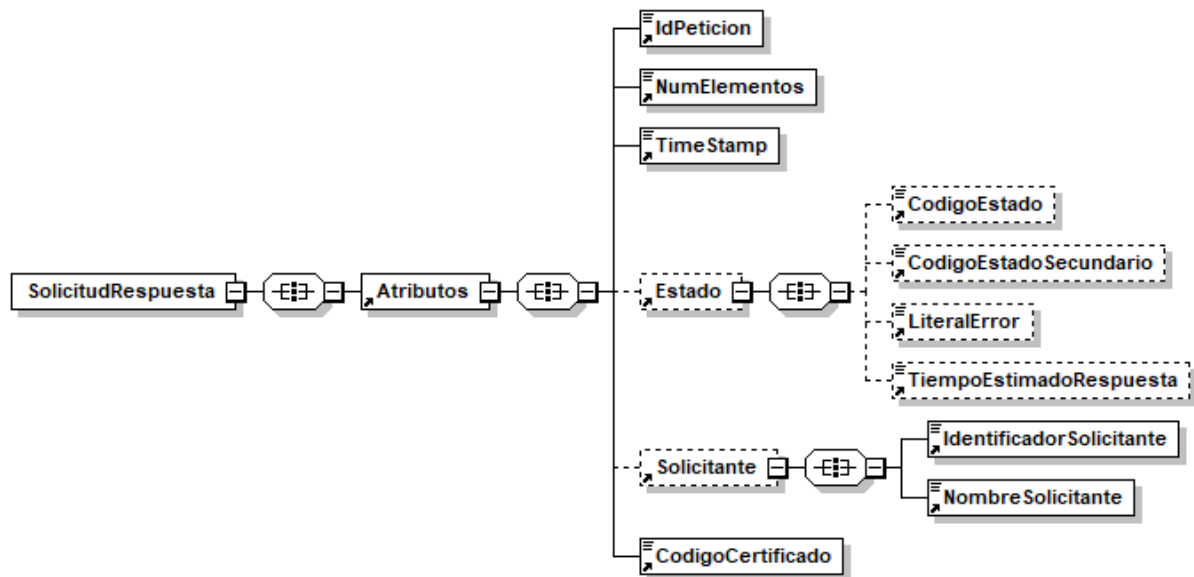 IdPeticion
NumElementos
TimeStamp
CodigoEstado
CodigoEstadoSecundario
SolicitudRespuesta
Atributos
Estado
LiteralError
TiempoEstimadoRespuesta
IdentificadorSolicitante
Solicitante
NombreSolicitante
CodigoCertificado